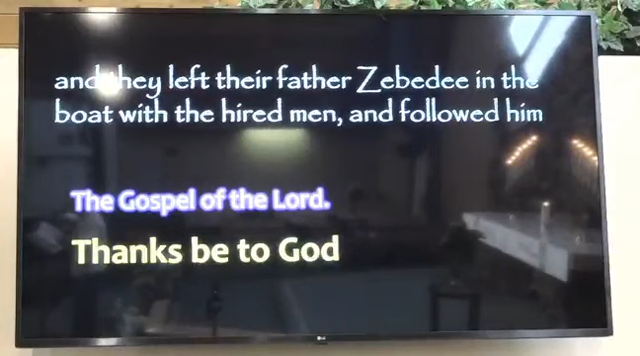 and they left their father Zebedee in the
boat with the hired men, and followed him
The Gospel of the Lord.
Thanks be to God